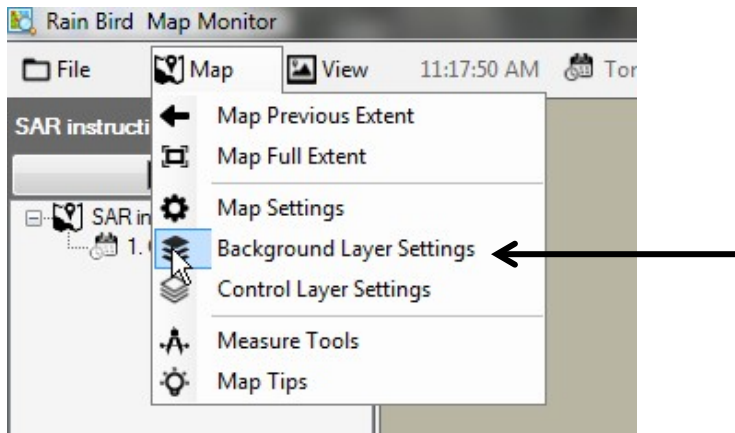 Rain Bird Map Monitor
File Map View 11:17:50 AM Tor
SAR instructi
Map Previous Extent
Map Full Extent
Map Settings
SAR in
Background Layer Settings
1.
Control Layer Settings
Measure Tools
Map Tips